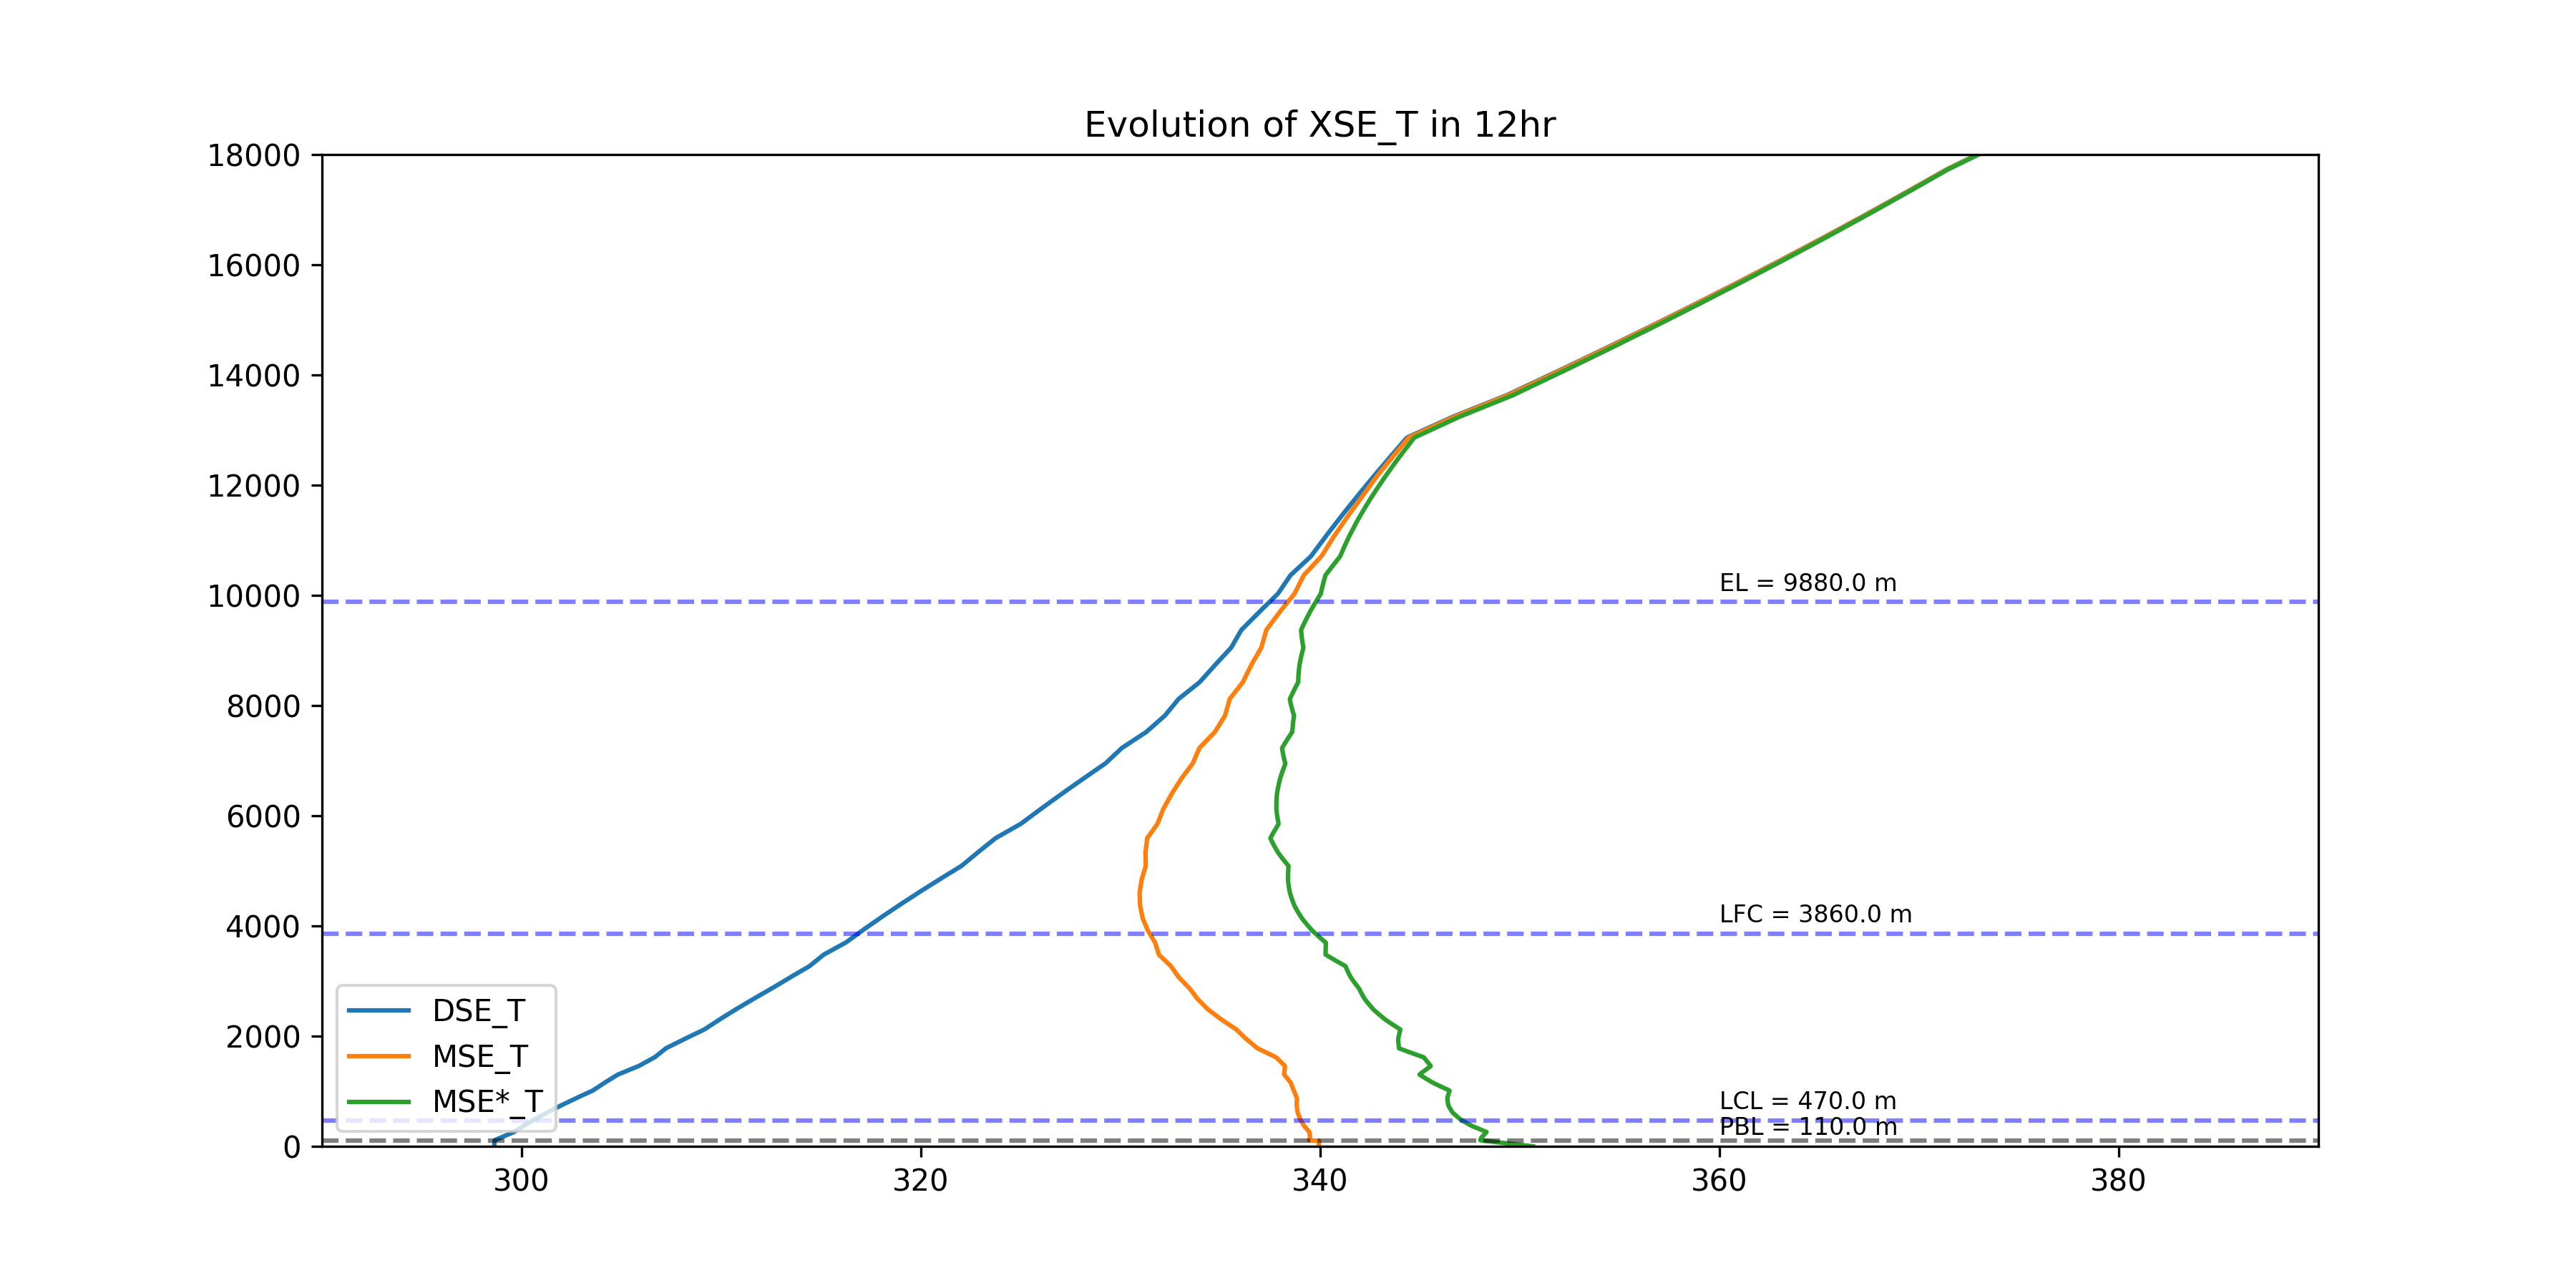 Evolution of XSE_T in 12hr
18000
16000
14000
12000
10000
8000
6000
4000
2000
0
EL = 9880.0 m
LFC = 3860.0 m
LCL = 470.0 m
PBL = 110.0 m
DSE_T
MSE_T
MSE*_T
300 320 340 360 380